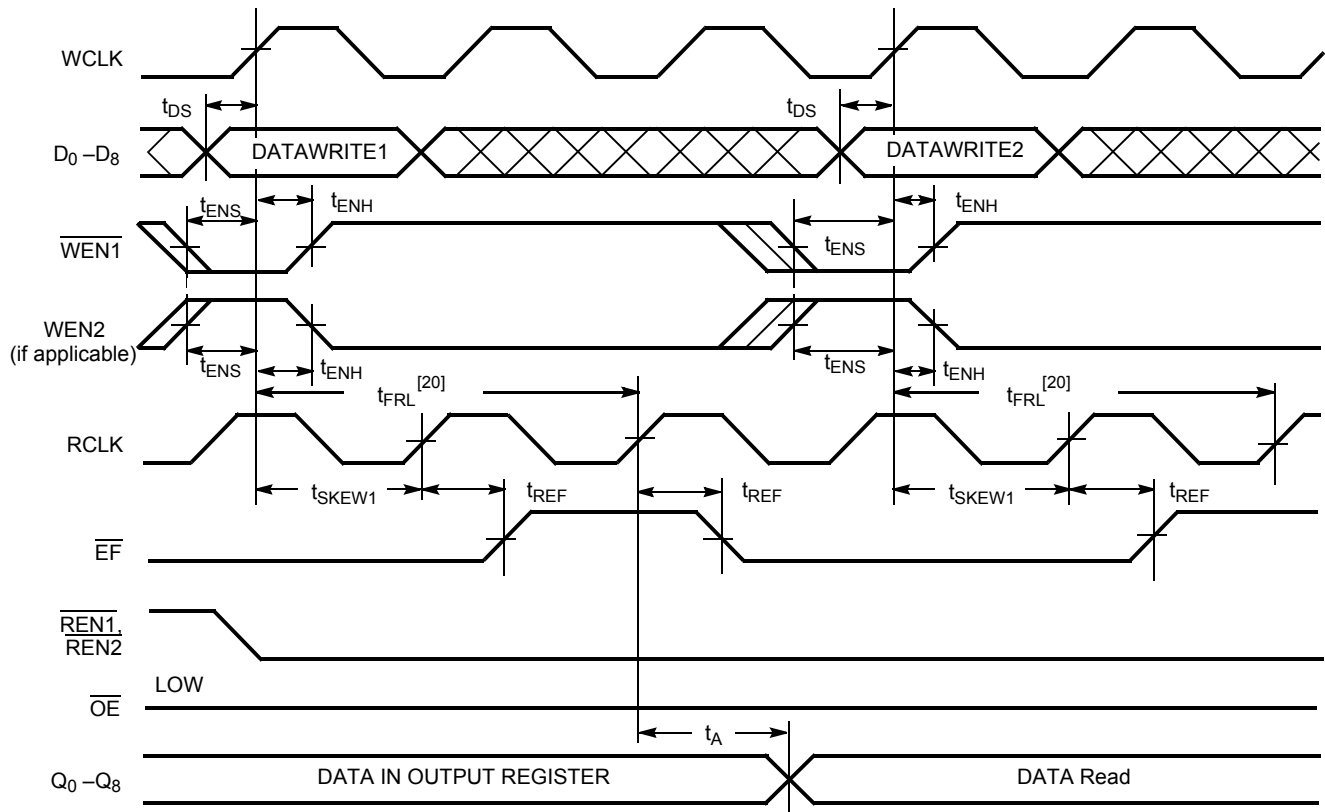 WCLK
tDS
tDS
D0 –D8
DATAWRITE1
DATAWRITE2
tENS
tENH
tENH
WEN1
tENS
WEN2
(if applicable)
tENS
tENH
tENS
tENH
tFRL[20]
tFRL[20]
RCLK
tSKEW1
tREF
tREF
tSKEW1
tREF
EF
REN1,
REN2
LOW
OE
tA
Q0 –Q8
DATA IN OUTPUT REGISTER
DATA Read